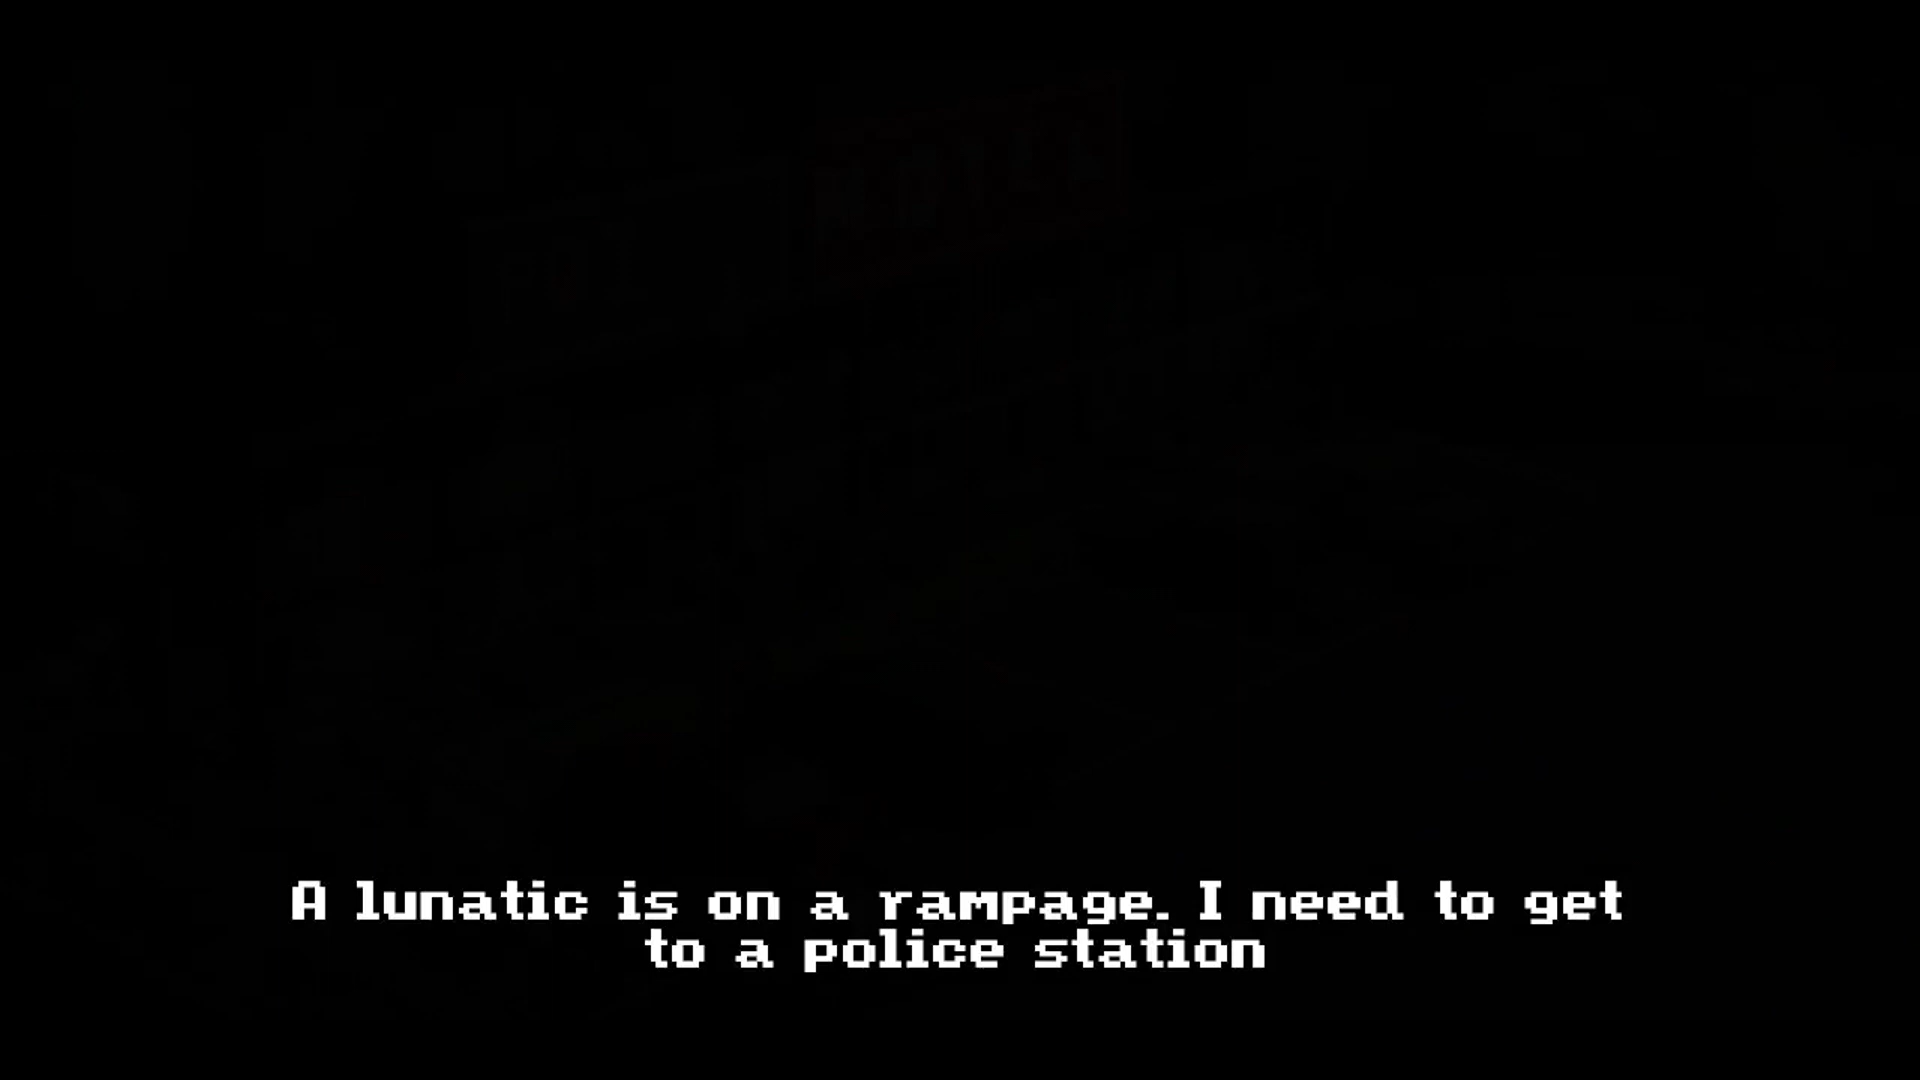 A lunatic is on a rampage. I need to get
to a police station